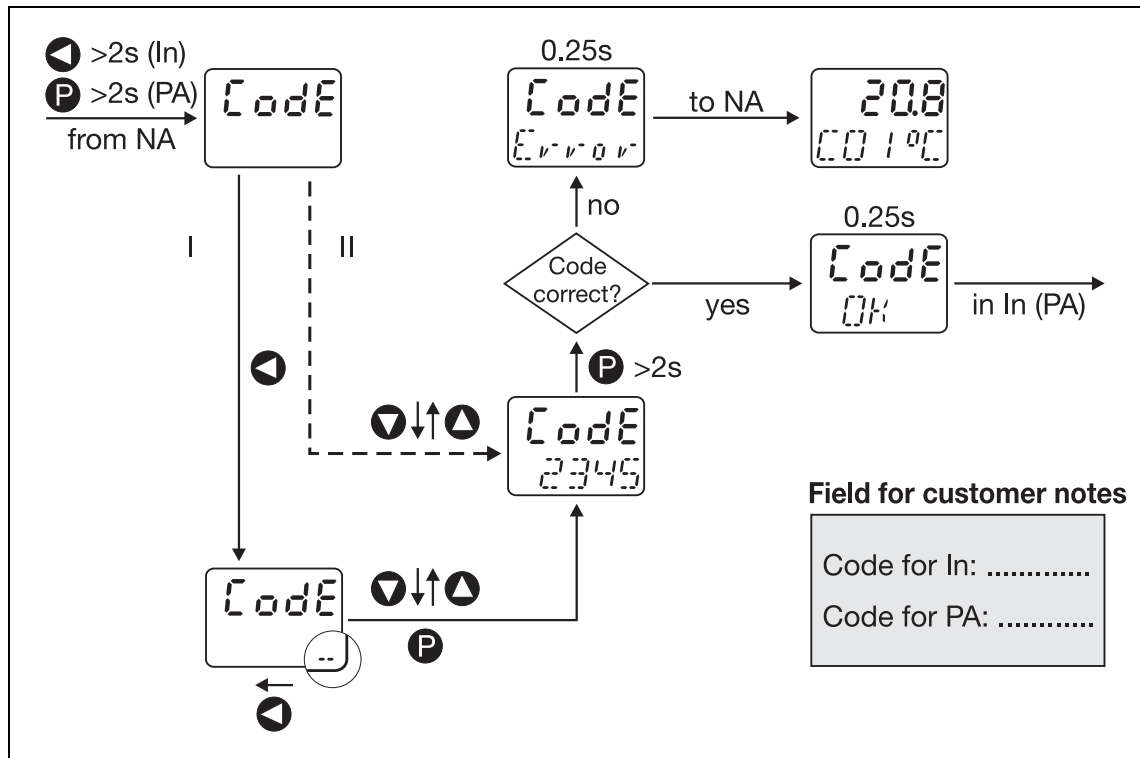 >2s (In)
P >2s (PA)
from NA
CodE
0.25s
CodE
Error
to NA
20.8
C01°C
no
Code
correct?
yes
0.25s
CodE
OK
in In (PA)
I
II
P >2s
CodE
2345
CodE
--
P
Field for customer notes
Code for In: .............
Code for PA: ............